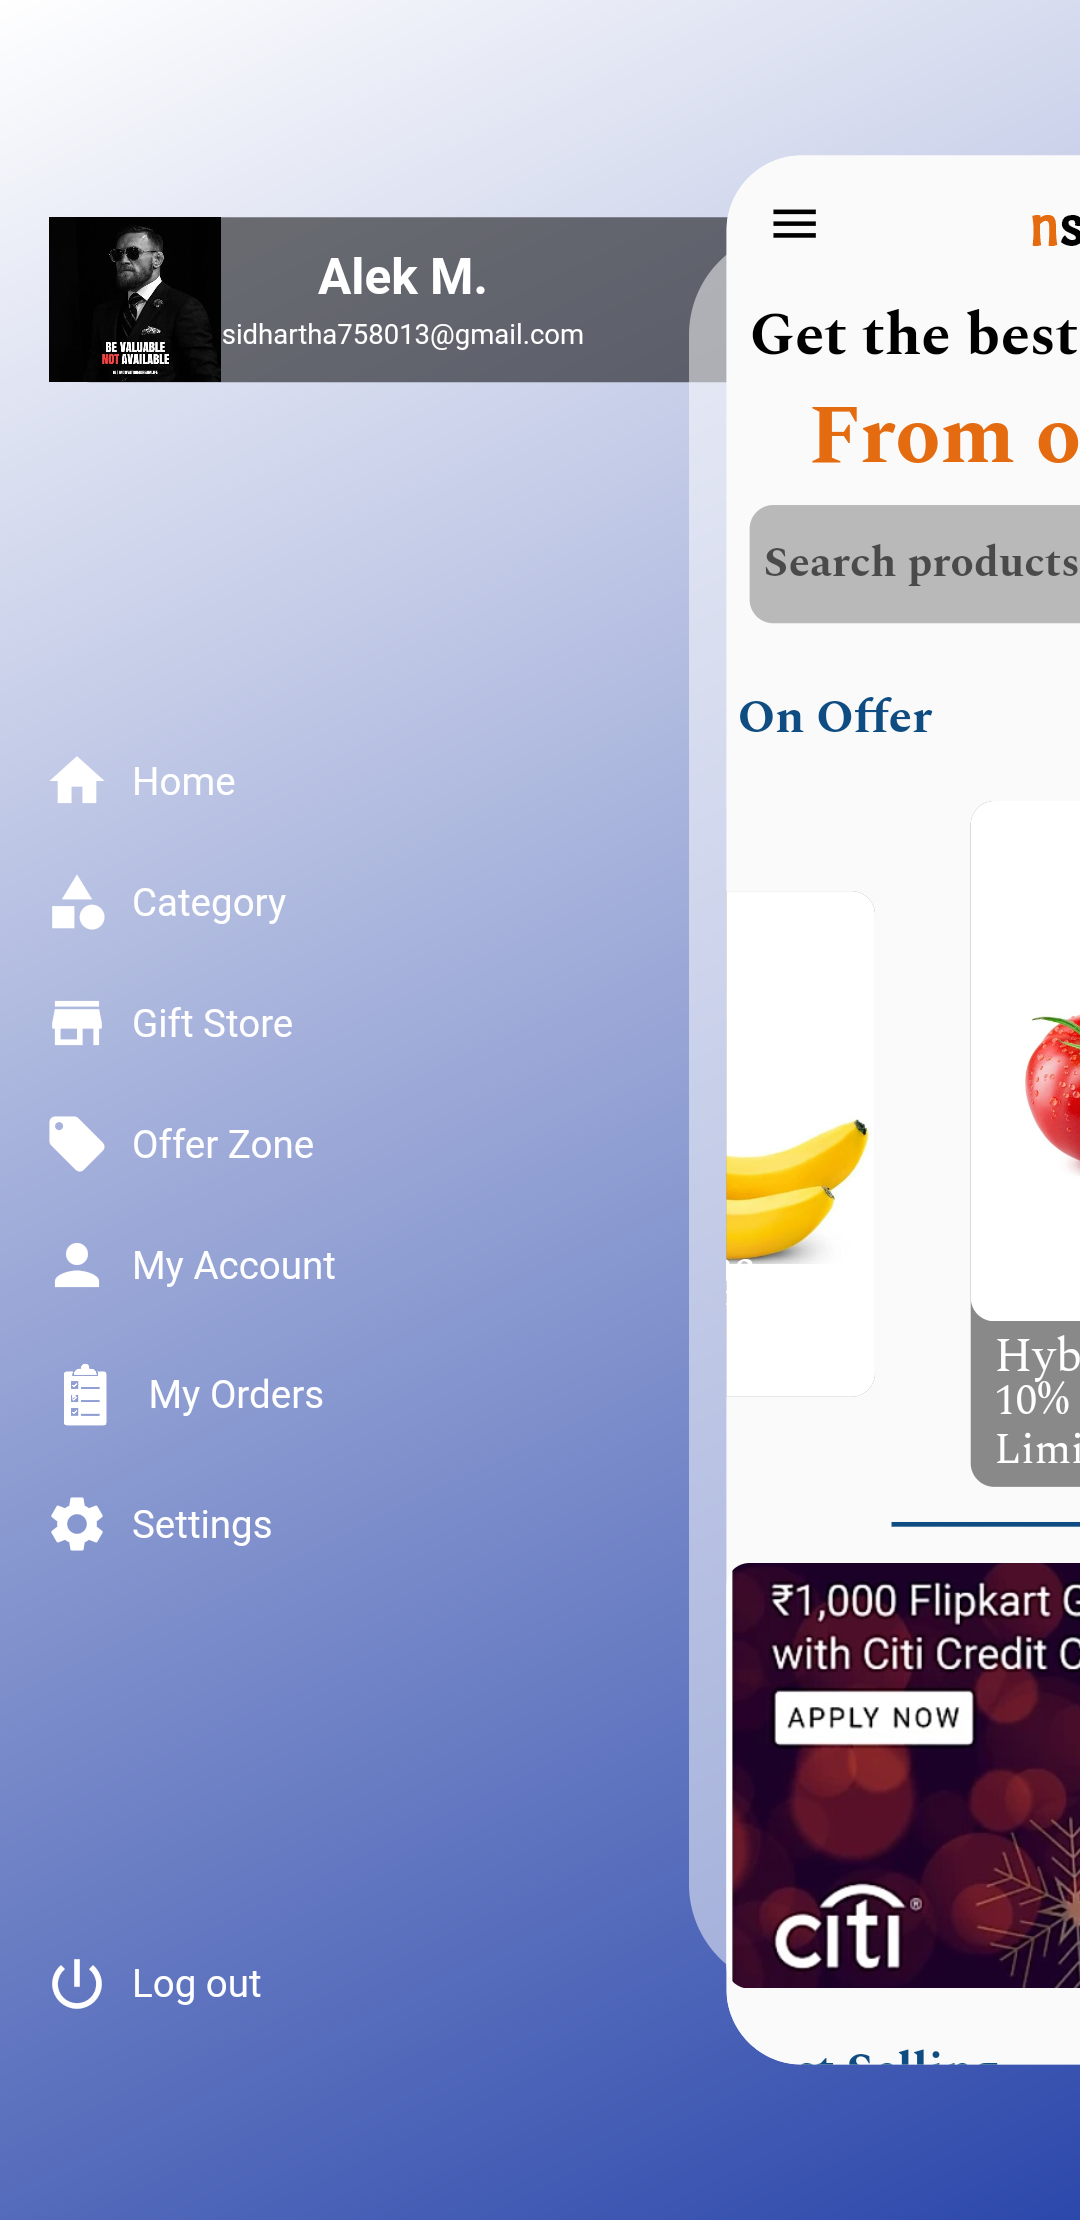 BE VALUABLE
NOT AVAILABLE
Alek M.
sidhartha758013@gmail.com
Home
Category
Gift Store
Offer Zone
My Account
My Orders
Settings
Log out
ns
Get the best
From o
Search products
On Offer
Hyb
10%
Limi
₹1,000 Flipkart G
with Citi Credit C
APPLY NOW
citi®
st Selling